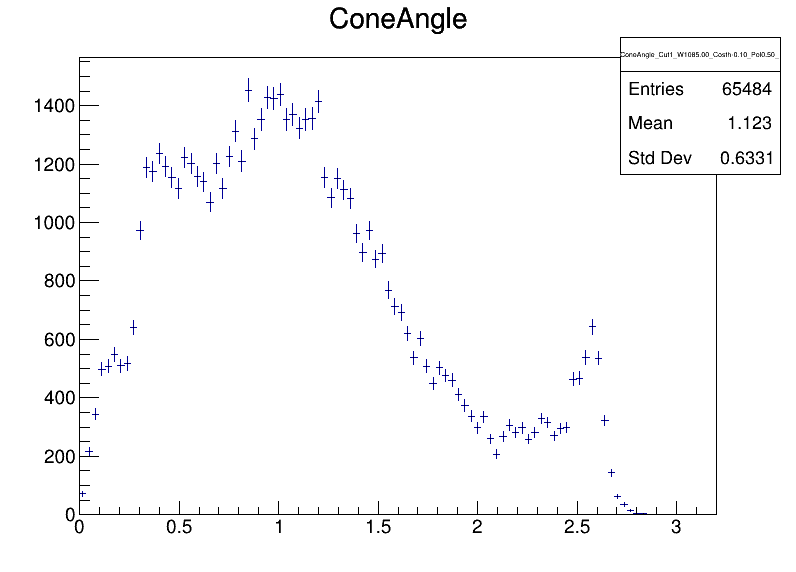 ConeAngle
ConeAngle_Cut1_W1085.00_Costh-0.10_Pol0.50_
Entries 65484
Mean 1.123
Std Dev 0.6331
1400
1200
1000
800
600
400
200
0
0 0.5 1 1.5 2 2.5 3